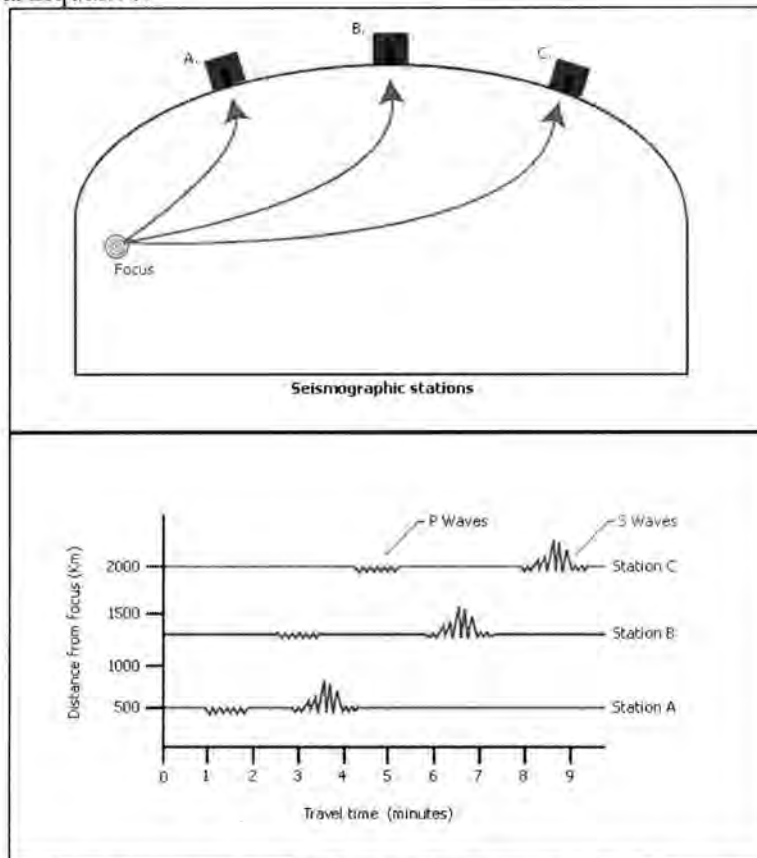 B.
A.
C.
Focus
Seismographic stations
P Waves
S Waves
Distance from focus (Km)
2000
Station C
1500
Station B
1000
500
Station A
0 1 2 3 4 5 6 7 8 9
Travel time (minutes)